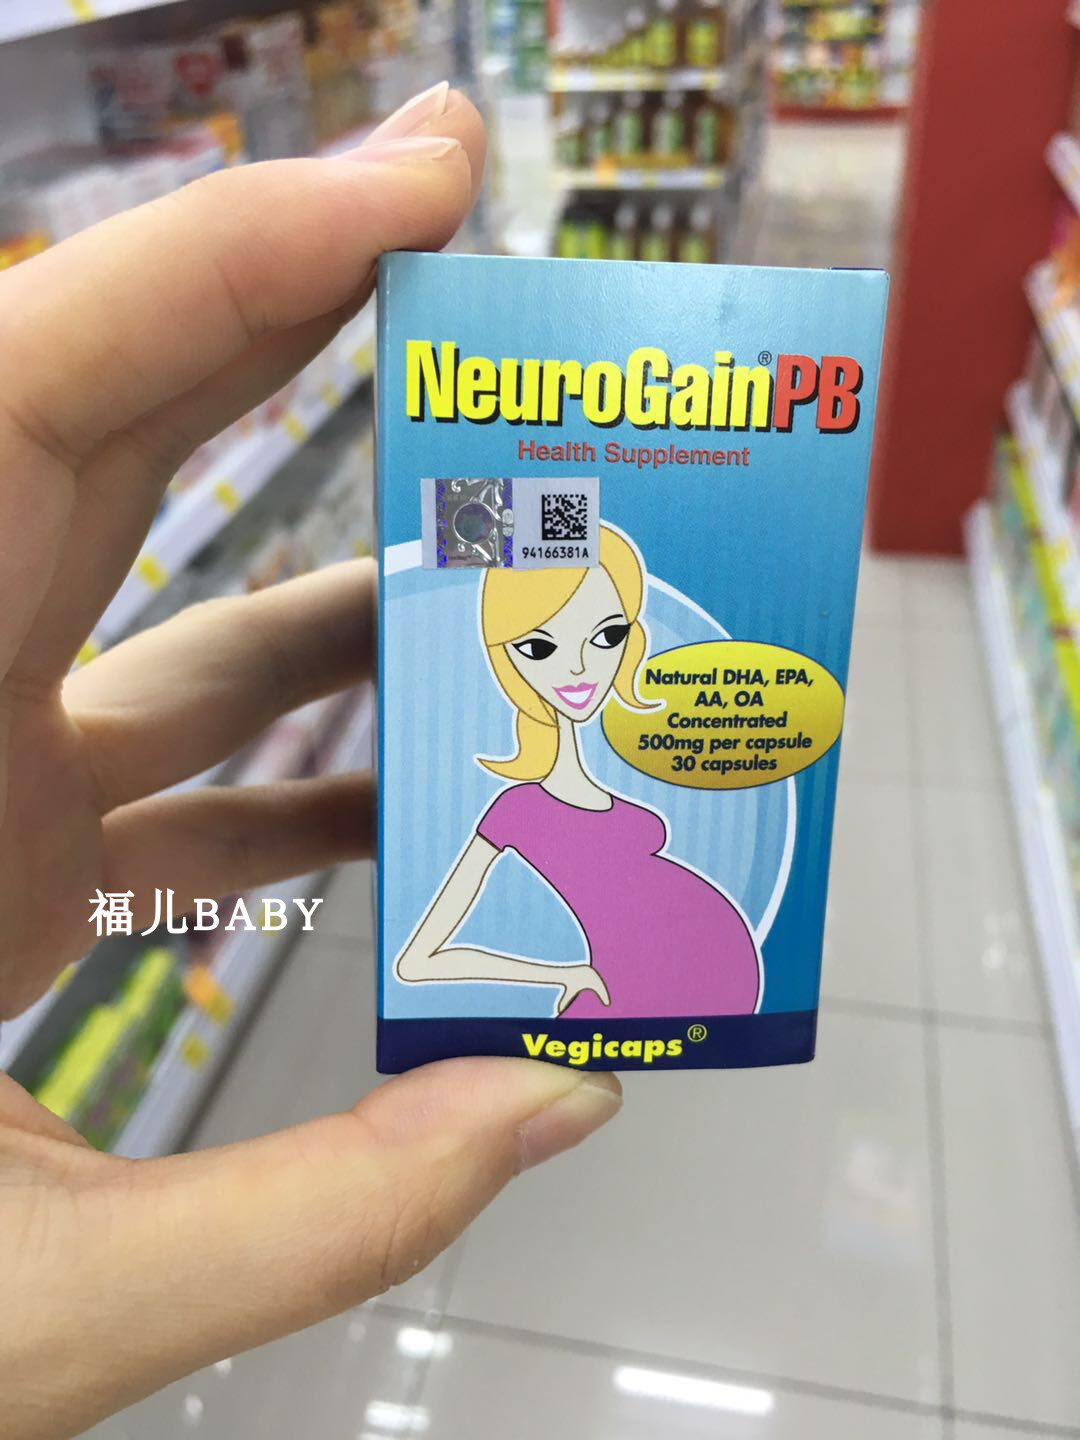 NeuroGain®PB
Health Supplement
94166381A
Natural DHA, EPA,
AA, OA
Concentrated
500mg per capsule
30 capsules
福儿BABY
Vegicaps®